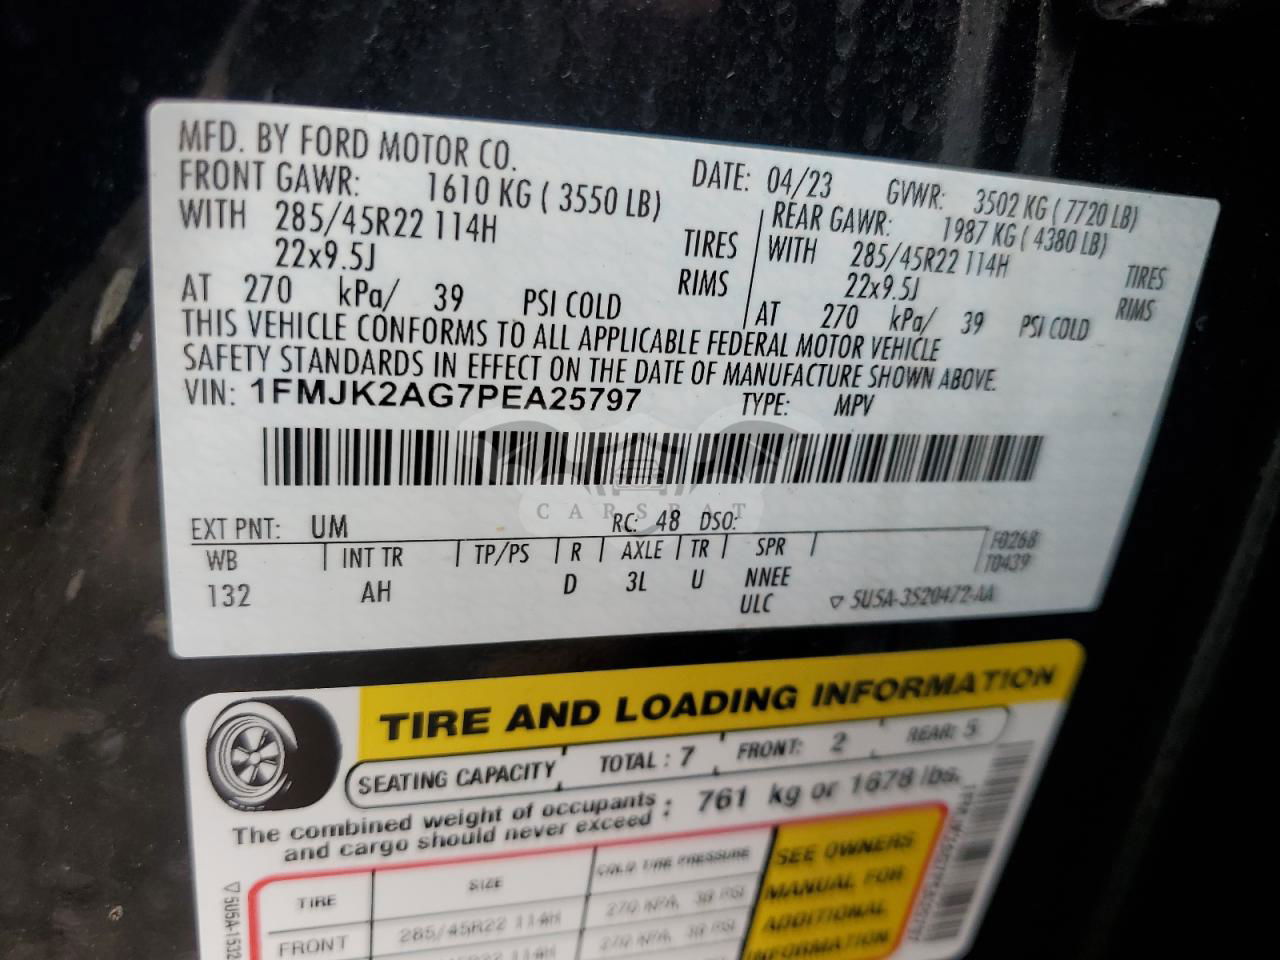 MFD. BY FORD MOTOR CO.
DATE: 04/23 GVWR: 3502 KG ( 7720 LB)
FRONT GAWR: 1610 KG ( 3550 LB)
REAR GAWR: 1987 KG ( 4380 LB)
WITH 285/45R22 114H TIRES
WITH 285/45R22 114H TIRES
22x9.5J RIMS
22x9.5J RIMS
AT 270 kPa/ 39 PSI COLD
AT 270 kPa/ 39 PSI COLD
THIS VEHICLE CONFORMS TO ALL APPLICABLE FEDERAL MOTOR VEHICLE
SAFETY STANDARDS IN EFFECT ON THE DATE OF MANUFACTURE SHOWN ABOVE.
VIN: 1FMJK2AG7PEA25797 TYPE: MPV
CARSBAT
EXT PNT: UM RC: 48 DSO:
WB INT TR TP/PS R AXLE TR SPR F0268
T0439
132 AH D 3L U NNEE
ULC ▽ 5U5A-3520472-AA
TIRE AND LOADING INFORMATION
SEATING CAPACITY TOTAL : 7 FRONT: 2 REAR: 5
The combined weight of occupants
and cargo should never exceed : 761 kg or 1678 lbs.
TIRE SIZE COLD TIRE PRESSURE
FRONT 285/45R22 114H 270 KPA, 39 PSI
SEE OWNERS
MANUAL FOR
ADDITIONAL
INFORMATION
▽ 5U5A-1532